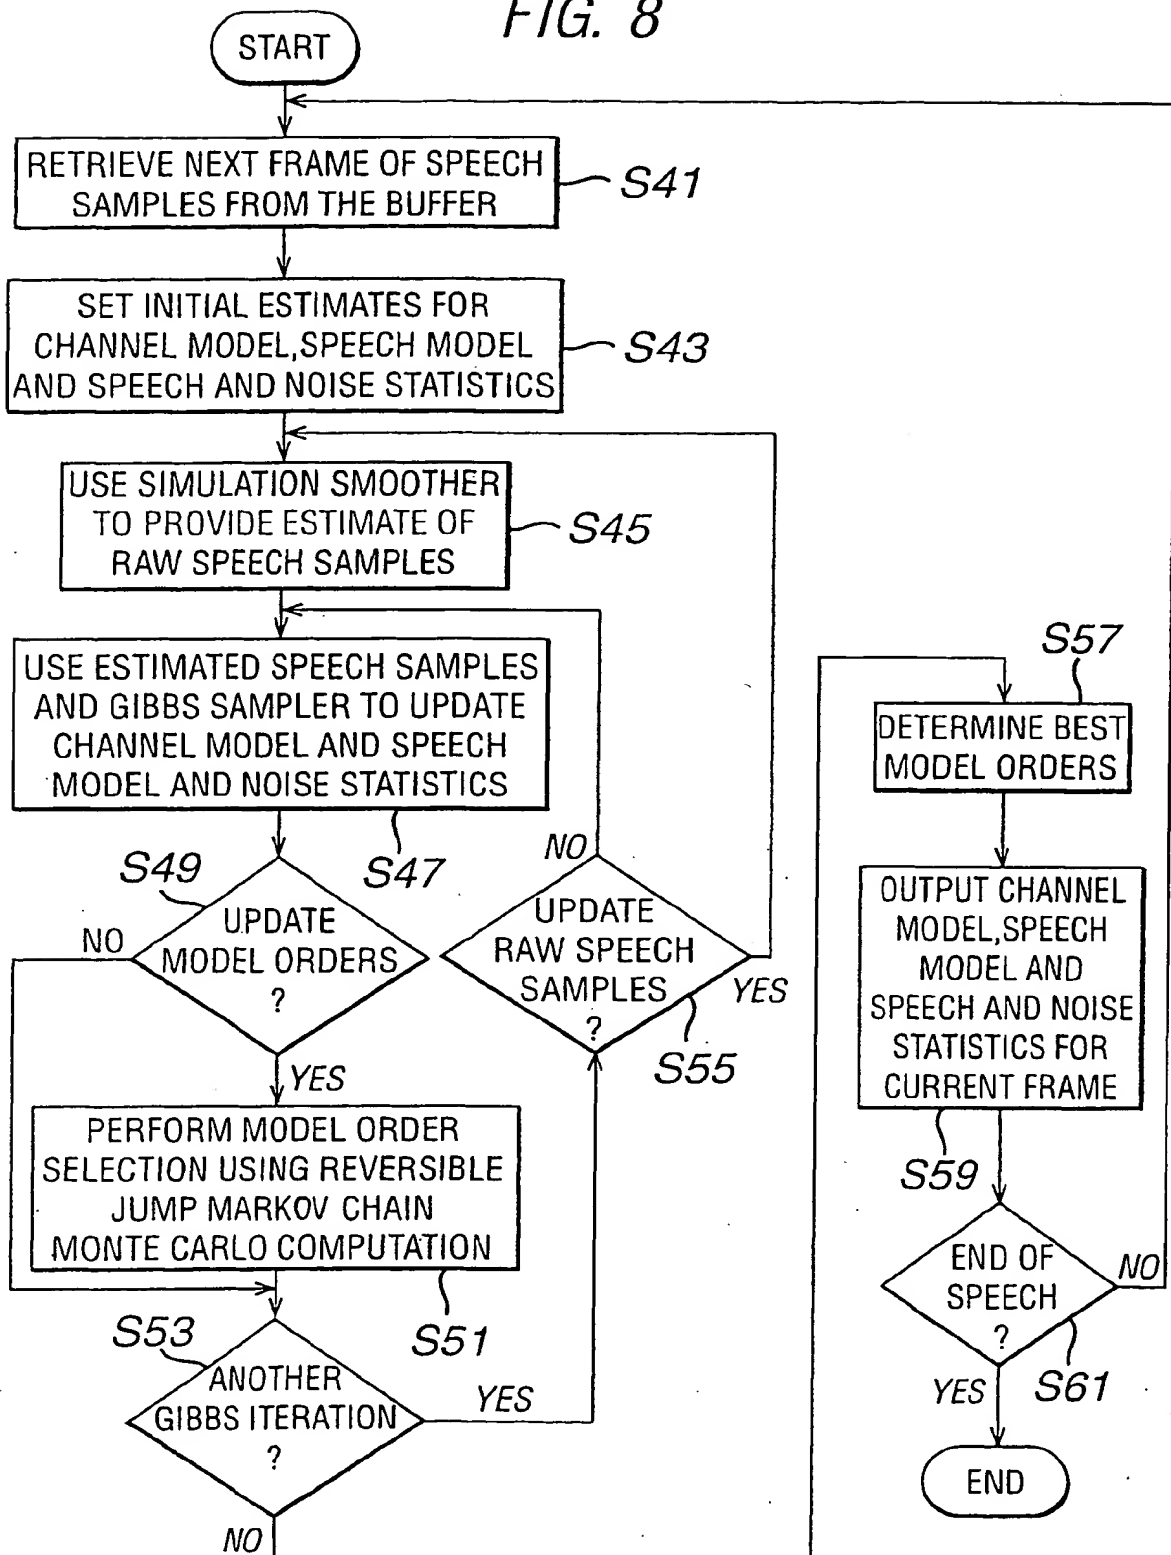 FIG. 8
START
RETRIEVE NEXT FRAME OF SPEECH
SAMPLES FROM THE BUFFER
S41
SET INITIAL ESTIMATES FOR
CHANNEL MODEL,SPEECH MODEL
AND SPEECH AND NOISE STATISTICS
S43
USE SIMULATION SMOOTHER
TO PROVIDE ESTIMATE OF
RAW SPEECH SAMPLES
S45
USE ESTIMATED SPEECH SAMPLES
AND GIBBS SAMPLER TO UPDATE
CHANNEL MODEL AND SPEECH
MODEL AND NOISE STATISTICS
S47
S49
UPDATE
MODEL ORDERS
?
NO
YES
PERFORM MODEL ORDER
SELECTION USING REVERSIBLE
JUMP MARKOV CHAIN
MONTE CARLO COMPUTATION
S51
S53
ANOTHER
GIBBS ITERATION
?
YES
NO
NO
UPDATE
RAW SPEECH
SAMPLES
?
YES
S55
S57
DETERMINE BEST
MODEL ORDERS
OUTPUT CHANNEL
MODEL,SPEECH
MODEL AND
SPEECH AND NOISE
STATISTICS FOR
CURRENT FRAME
S59
END OF
SPEECH
?
NO
S61
YES
END